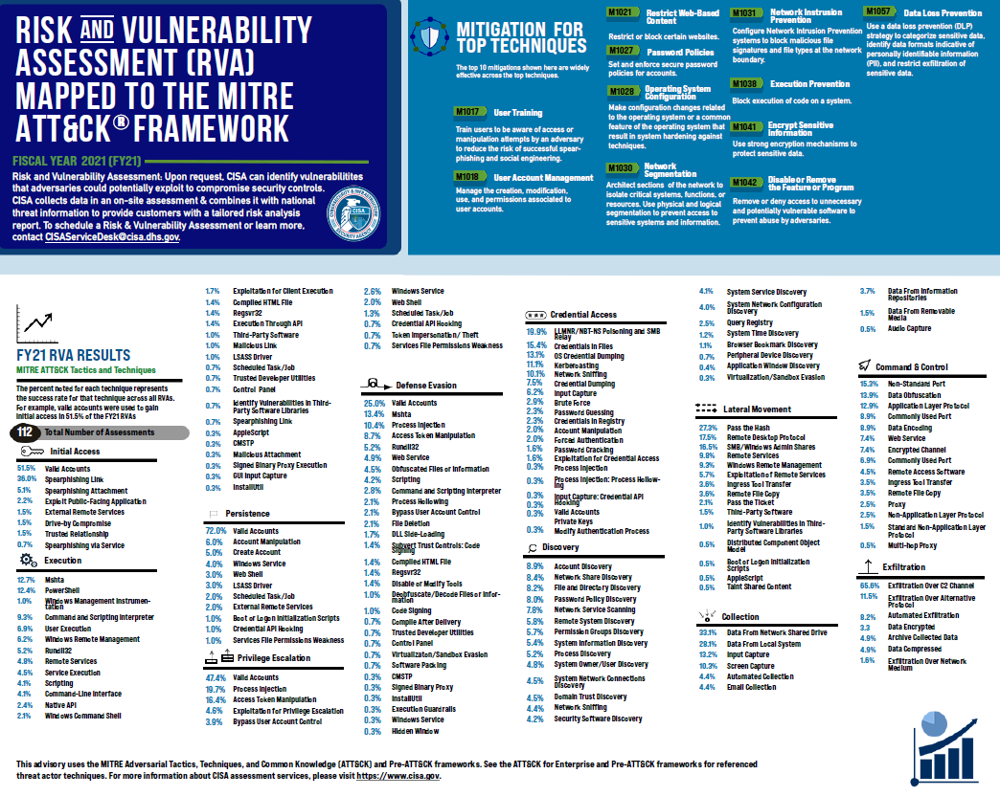 RISK AND VULNERABILITY
ASSESSMENT (RVA)
MAPPED TO THE MITRE
ATT&CK® FRAMEWORK
FISCAL YEAR 2021 (FY21)
Risk and Vulnerability Assessment: Upon request, CISA can identify vulnerabilitites
that adversaries could potentially exploit to compromise security controls.
CISA collects data in an on-site assessment & combines it with national
threat information to provide customers with a tailored risk analysis
report. To schedule a Risk & Vulnerability Assessment or learn more,
contact CISAServiceDesk@cisa.dhs.gov.
CISA
MITIGATION FOR
TOP TECHNIQUES
The top 10 mitigations shown here are widely
effective across the top techniques.
M1017 User Training
Train users to be aware of access or
manipulation attempts by an adversary
to reduce the risk of successful spear-
phishing and social engineering.
M1018 User Account Management
Manage the creation, modification,
use, and permissions associated to
user accounts.
M1021 Restrict Web-Based
Content
Restrict or block certain websites.
M1027 Password Policies
Set and enforce secure password
policies for accounts.
M1028 Operating System
Configuration
Make configuration changes related
to the operating system or a common
feature of the operating system that
result in system hardening against
techniques.
M1030 Network
Segmentation
Architect sections of the network to
isolate critical systems, functions, or
resources. Use physical and logical
segmentation to prevent access to
sensitive systems and information.
M1031 Network Intrusion
Prevention
Configure Network Intrusion Prevention
systems to block malicious file
signatures and file types at the network
boundary.
M1038 Execution Prevention
Block execution of code on a system.
M1041 Encrypt Sensitive
Information
Use strong encryption mechanisms to
protect sensitive data.
M1042 Disable or Remove
the Feature or Program
Remove or deny access to unnecessary
and potentially vulnerable software to
prevent abuse by adversaries.
M1057 Data Loss Prevention
Use a data loss prevention (DLP)
strategy to categorize sensitive data,
identify data formats indicative of
personally identifiable information
(PII), and restrict exfiltration of
sensitive data.
FY21 RVA RESULTS
MITRE ATT&CK Tactics and Techniques
The percent noted for each technique represents
the success rate for that technique across all RVAs.
For example, valid accounts were used to gain
initial access in 51.5% of the FY21 RVAs
112 Total Number of Assessments
Initial Access
51.5% Valid Accounts
36.0% Spearphishing Link
5.1% Spearphishing Attachment
2.2% Exploit Public-Facing Application
1.5% External Remote Services
1.5% Drive-by Compromise
1.5% Trusted Relationship
0.7% Spearphishing via Service
Execution
12.7% Mshta
12.4% PowerShell
1.0% Windows Management Instrumen-
tation
9.3% Command and Scripting Interpreter
6.9% User Execution
6.2% Windows Remote Management
5.2% Rundll32
4.8% Remote Services
4.5% Service Execution
4.1% Scripting
4.1% Command-Line Interface
2.4% Native API
2.1% Windows Command Shell
1.7% Exploitation for Client Execution
1.4% Compiled HTML File
1.4% Regsvr32
1.4% Execution Through API
1.0% Third-Party Software
1.0% Malicious Link
1.0% LSASS Driver
0.7% Scheduled Task/Job
0.7% Trusted Developer Utilities
0.7% Control Panel
0.7% Identify Vulnerabilities in Third-
Party Software Libraries
0.7% Spearphishing Link
0.3% AppleScript
0.3% CMSTP
0.3% Malicious Attachment
0.3% Signed Binary Proxy Execution
0.3% GUI Input Capture
0.3% InstallUtil
Persistence
72.0% Valid Accounts
6.0% Account Manipulation
5.0% Create Account
4.0% Windows Service
3.0% Web Shell
3.0% LSASS Driver
2.0% Scheduled Task/Job
2.0% External Remote Services
1.0% Boot or Logon Initialization Scripts
1.0% Credential API Hooking
1.0% Services File Permissions Weakness
Privilege Escalation
47.4% Valid Accounts
19.7% Process Injection
16.4% Access Token Manipulation
4.6% Exploitation for Privilege Escalation
3.9% Bypass User Account Control
2.6% Windows Service
2.0% Web Shell
1.3% Scheduled Task/Job
0.7% Credential API Hooking
0.7% Token Impersonation/ Theft
0.7% Services File Permissions Weakness
Defense Evasion
25.0% Valid Accounts
13.4% Mshta
10.4% Process Injection
8.7% Access Token Manipulation
5.2% Rundll32
4.9% Web Service
4.5% Obfuscated Files or Information
4.2% Scripting
2.8% Command and Scripting Interpreter
2.1% Process Hollowing
2.1% Bypass User Account Control
2.1% File Deletion
1.7% DLL Side-Loading
1.4% Subvert Trust Controls: Code
Signing
1.4% Compiled HTML File
1.4% Regsvr32
1.4% Disable or Modify Tools
1.0% Deobfuscate/Decode Files or Infor-
mation
1.0% Code Signing
0.7% Compile After Delivery
0.7% Trusted Developer Utilities
0.7% Control Panel
0.7% Virtualizaton/Sandbox Evasion
0.7% Software Packing
0.3% CMSTP
0.3% Signed Binary Proxy
0.3% InstallUtil
0.3% Execution Guardrails
0.3% Windows Service
0.3% Hidden Window
Credential Access
19.9% LLMNR/NBT-NS Poisoning and SMB
Relay
15.4% Credentials in Files
13.1% OS Credential Dumping
11.1% Kerberoasting
10.1% Network Sniffing
7.5% Credential Dumping
6.2% Input Capture
2.9% Brute Force
2.3% Password Guessing
2.3% Credentials in Registry
2.0% Account Manipulation
2.0% Forced Authentication
1.6% Password Cracking
1.6% Exploitation for Credential Access
0.3% Process Injection
0.3% Process Injection: Process Hollow-
ing
0.3% Input Capture: Credential API
0.3% Hooking
0.3% Valid Accounts
Private Keys
0.3% Modify Authentication Process
Discovery
8.9% Account Discovery
8.4% Network Share Discovery
8.2% File and Directory Discovery
8.0% Password Policy Discovery
7.8% Network Service Scanning
5.8% Remote System Discovery
5.7% Permission Groups Discovery
5.4% System Information Discovery
5.2% Process Discovery
4.8% System Owner/User Discovery
4.5% System Network Connections
Discovery
4.5% Domain Trust Discovery
4.4% Network Sniffing
4.2% Security Software Discovery
4.1% System Service Discovery
4.0% System Network Configuration
Discovery
2.5% Query Registry
1.2% System Time Discovery
1.1% Browser Bookmark Discovery
0.7% Peripheral Device Discovery
0.4% Application Window Discovery
0.3% Virtualization/Sandbox Evasion
Lateral Movement
27.3% Pass the Hash
17.5% Remote Desktop Protocol
16.5% SMB/Windows Admin Shares
9.8% Remote Services
9.3% Windows Remote Management
5.7% Exploitation of Remote Services
3.6% Ingress Tool Transfer
3.6% Remote File Copy
2.1% Pass the Ticket
1.5% Third-Party Software
1.0% Identify Vulnerabilities in Third-
Party Software Libraries
0.5% Distributed Component Object
Model
0.5% Boot or Logon Initialization
Scripts
0.5% AppleScript
0.5% Taint Shared Content
Collection
33.1% Data From Network Shared Drive
28.1% Data From Local System
13.2% Input Capture
10.3% Screen Capture
4.4% Automated Collection
4.4% Email Collection
3.7% Data From Information
Repositories
1.5% Data From Removable
Media
0.5% Audio Capture
Command & Control
15.3% Non-Standard Port
13.9% Data Obfuscation
12.9% Application Layer Protocol
8.9% Commonly Used Port
8.9% Data Encoding
7.4% Web Service
7.4% Encrypted Channel
6.9% Commonly Used Port
4.5% Remote Access Software
3.5% Ingress Tool Transfer
3.5% Remote File Copy
2.5% Proxy
2.5% Non-Application Layer Protocol
1.5% Standard Non-Application Layer
Protocol
0.5% Multi-hop Proxy
Exfiltration
65.6% Exfiltration Over C2 Channel
11.5% Exfiltration Over Alternative
Protocol
8.2% Automated Exfiltration
3.3 Data Encrypted
4.9% Archive Collected Data
4.9% Data Compressed
1.6% Exfiltration Over Network
Medium
This advisory uses the MITRE Adversarial Tactics, Techniques, and Common Knowledge (ATT&CK) and Pre-ATT&CK frameworks. See the ATT&CK for Enterprise and Pre-ATT&CK frameworks for referenced
threat actor techniques. For more information about CISA assessment services, please visit https://www.cisa.gov.